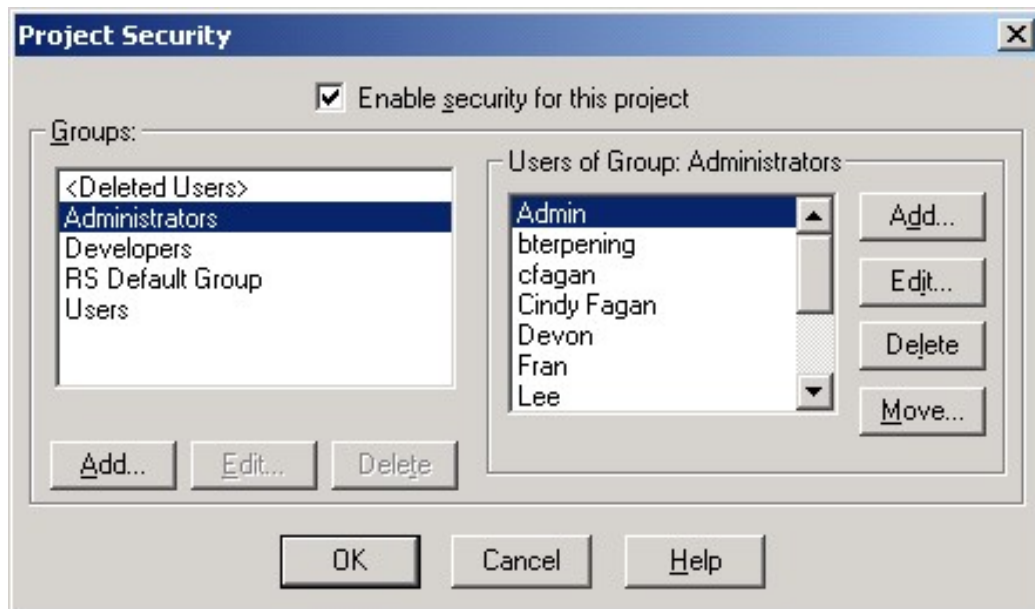 Project Security
Enable security for this project
Groups:
<Deleted Users>
Administrators
Developers
RS Default Group
Users
Add...
Edit...
Delete
Users of Group: Administrators
Admin
bterpening
cfagan
Cindy Fagan
Devon
Fran
Lee
Add...
Edit...
Delete
Move...
OK
Cancel
Help